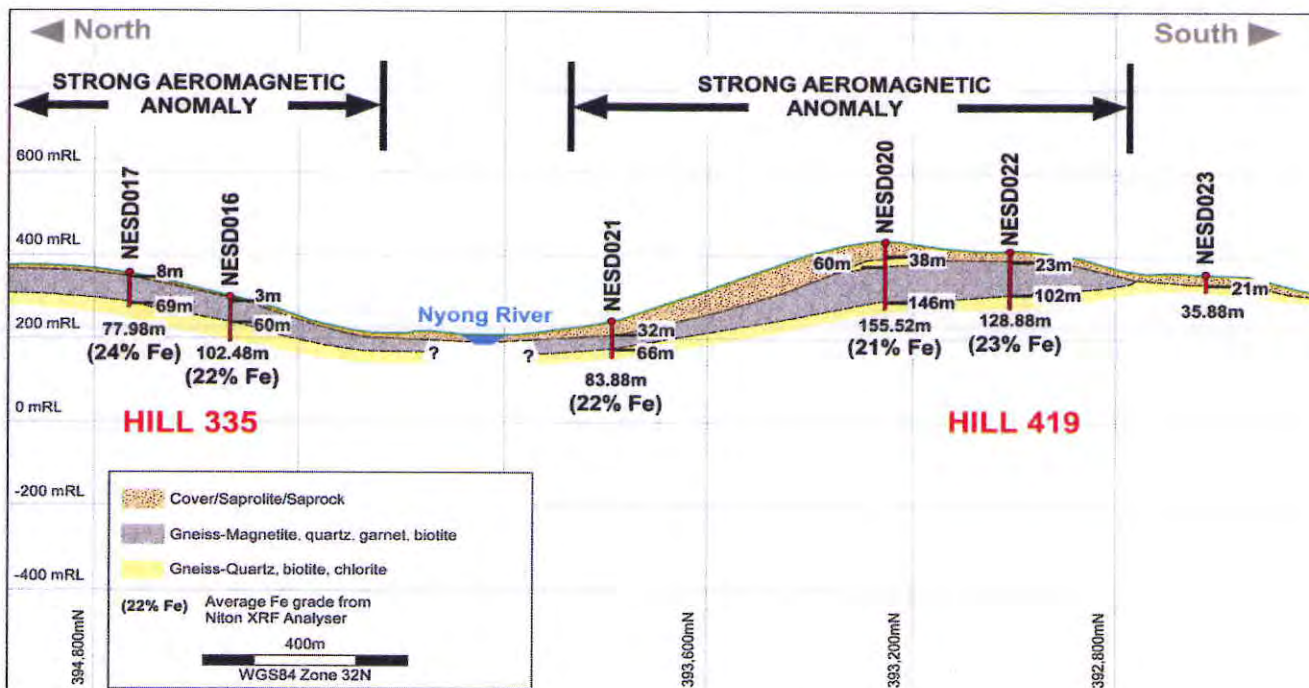 North
South
STRONG AEROMAGNETIC
ANOMALY
STRONG AEROMAGNETIC
ANOMALY
600 mRL
400 mRL
200 mRL
0 mRL
-200 mRL
-400 mRL
NESD017
8m
69m
77.98m
(24% Fe)
NESD016
3m
60m
102.48m
(22% Fe)
HILL 335
Nyong River
?
?
NESD021
32m
66m
83.88m
(22% Fe)
NESD020
60m
38m
146m
155.52m
(21% Fe)
NESD022
23m
102m
128.88m
(23% Fe)
NESD023
21m
35.88m
HILL 419
Cover/Saprolite/Saprock
Gneiss-Magnetite, quartz, garnet, biotite
Gneiss-Quartz, biotite, chlorite
(22% Fe) Average Fe grade from
Niton XRF Analyser
400m
WGS84 Zone 32N
394,800mN
393,600mN
393,200mN
392,800mN